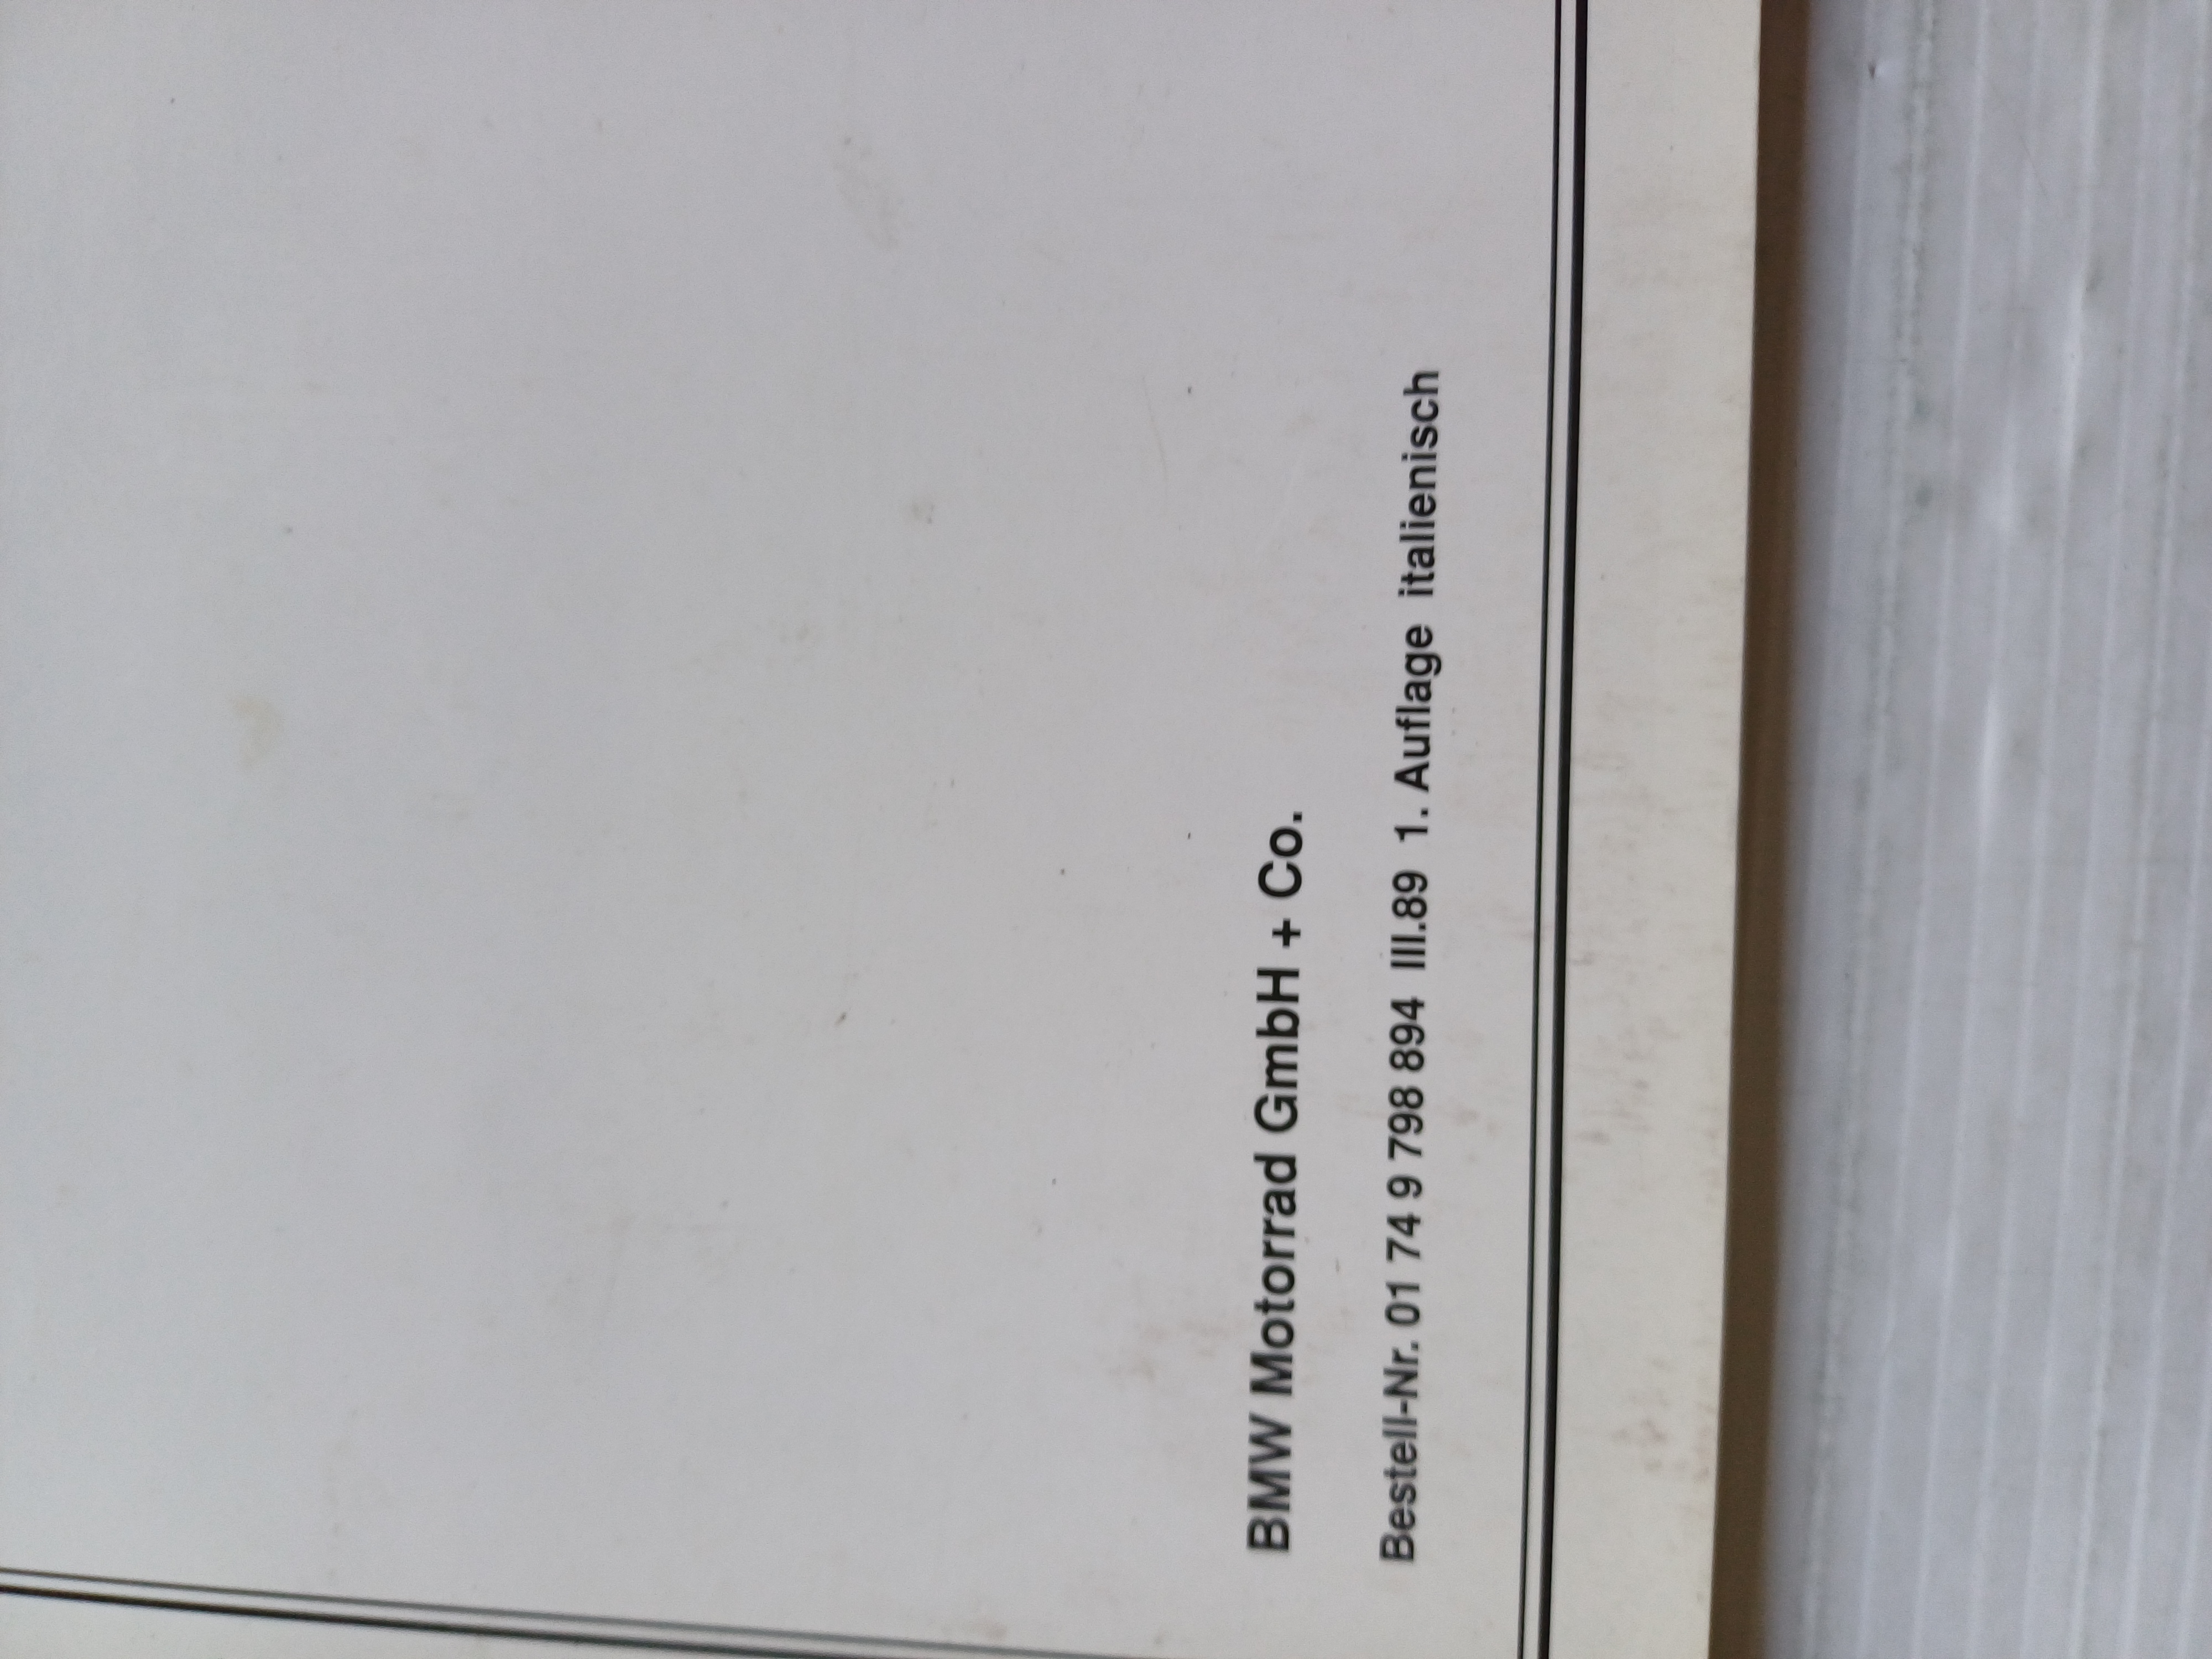 BMW Motorrad GmbH + Co.
Bestell-Nr. 01 74 9 798 894 III.89 1. Auflage italienisch